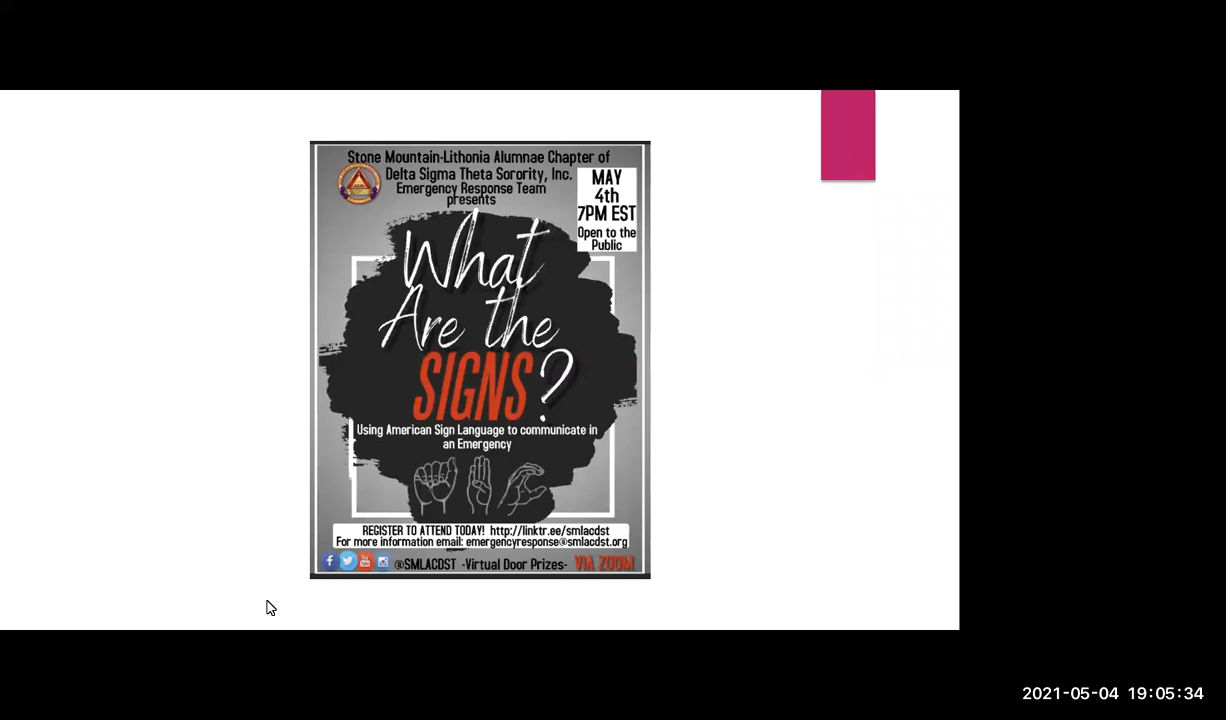 Stone Mountain-Lithonia Alumnae Chapter of
Delta Sigma Theta Sorority, Inc.
Emergency Response Team
presents
MAY
4th
7PM EST
Open to the
Public
What
Are the
SIGNS?
Using American Sign Language to communicate in
an Emergency
REGISTER TO ATTEND TODAY! http://linktr.ee/smlacdst
For more information email: emergencyresponse@smlacdst.org
@SMLACDST -Virtual Door Prizes- VIA ZOOM
2021-05-04 19:05:34